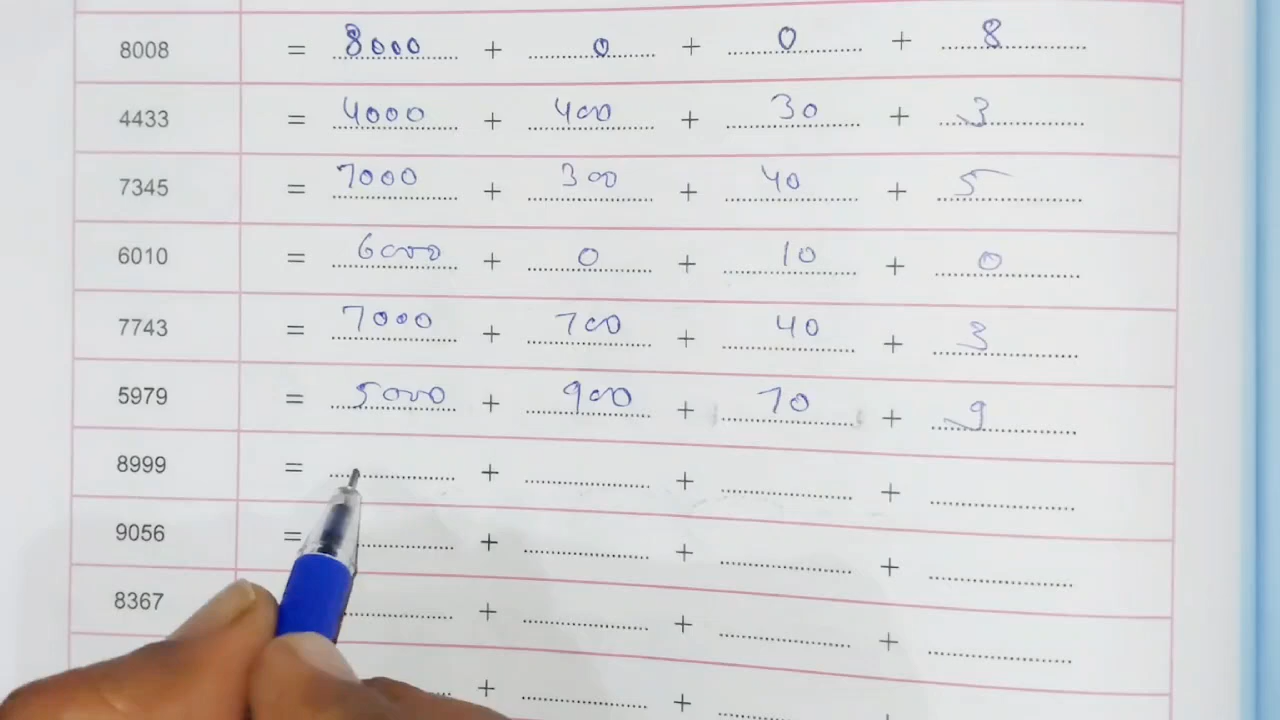 8008 = 8000 + 0 + 0 + 8
4433 = 4000 + 400 + 30 + 3
7345 = 7000 + 300 + 40 + 5
6010 = 6000 + 0 + 10 + 0
7743 = 7000 + 700 + 40 + 3
5979 = 5000 + 900 + 70 + 9
8999 = ........ + ........ + ........ + ........
9056 = ........ + ........ + ........ + ........
8367 ........ + ........ + ........ + ........
........ + ........ + ........